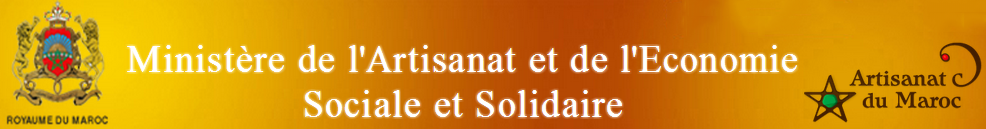 ROYAUME DU MAROC
Ministère de l'Artisanat et de l'Economie
Sociale et Solidaire
Artisanat
du Maroc